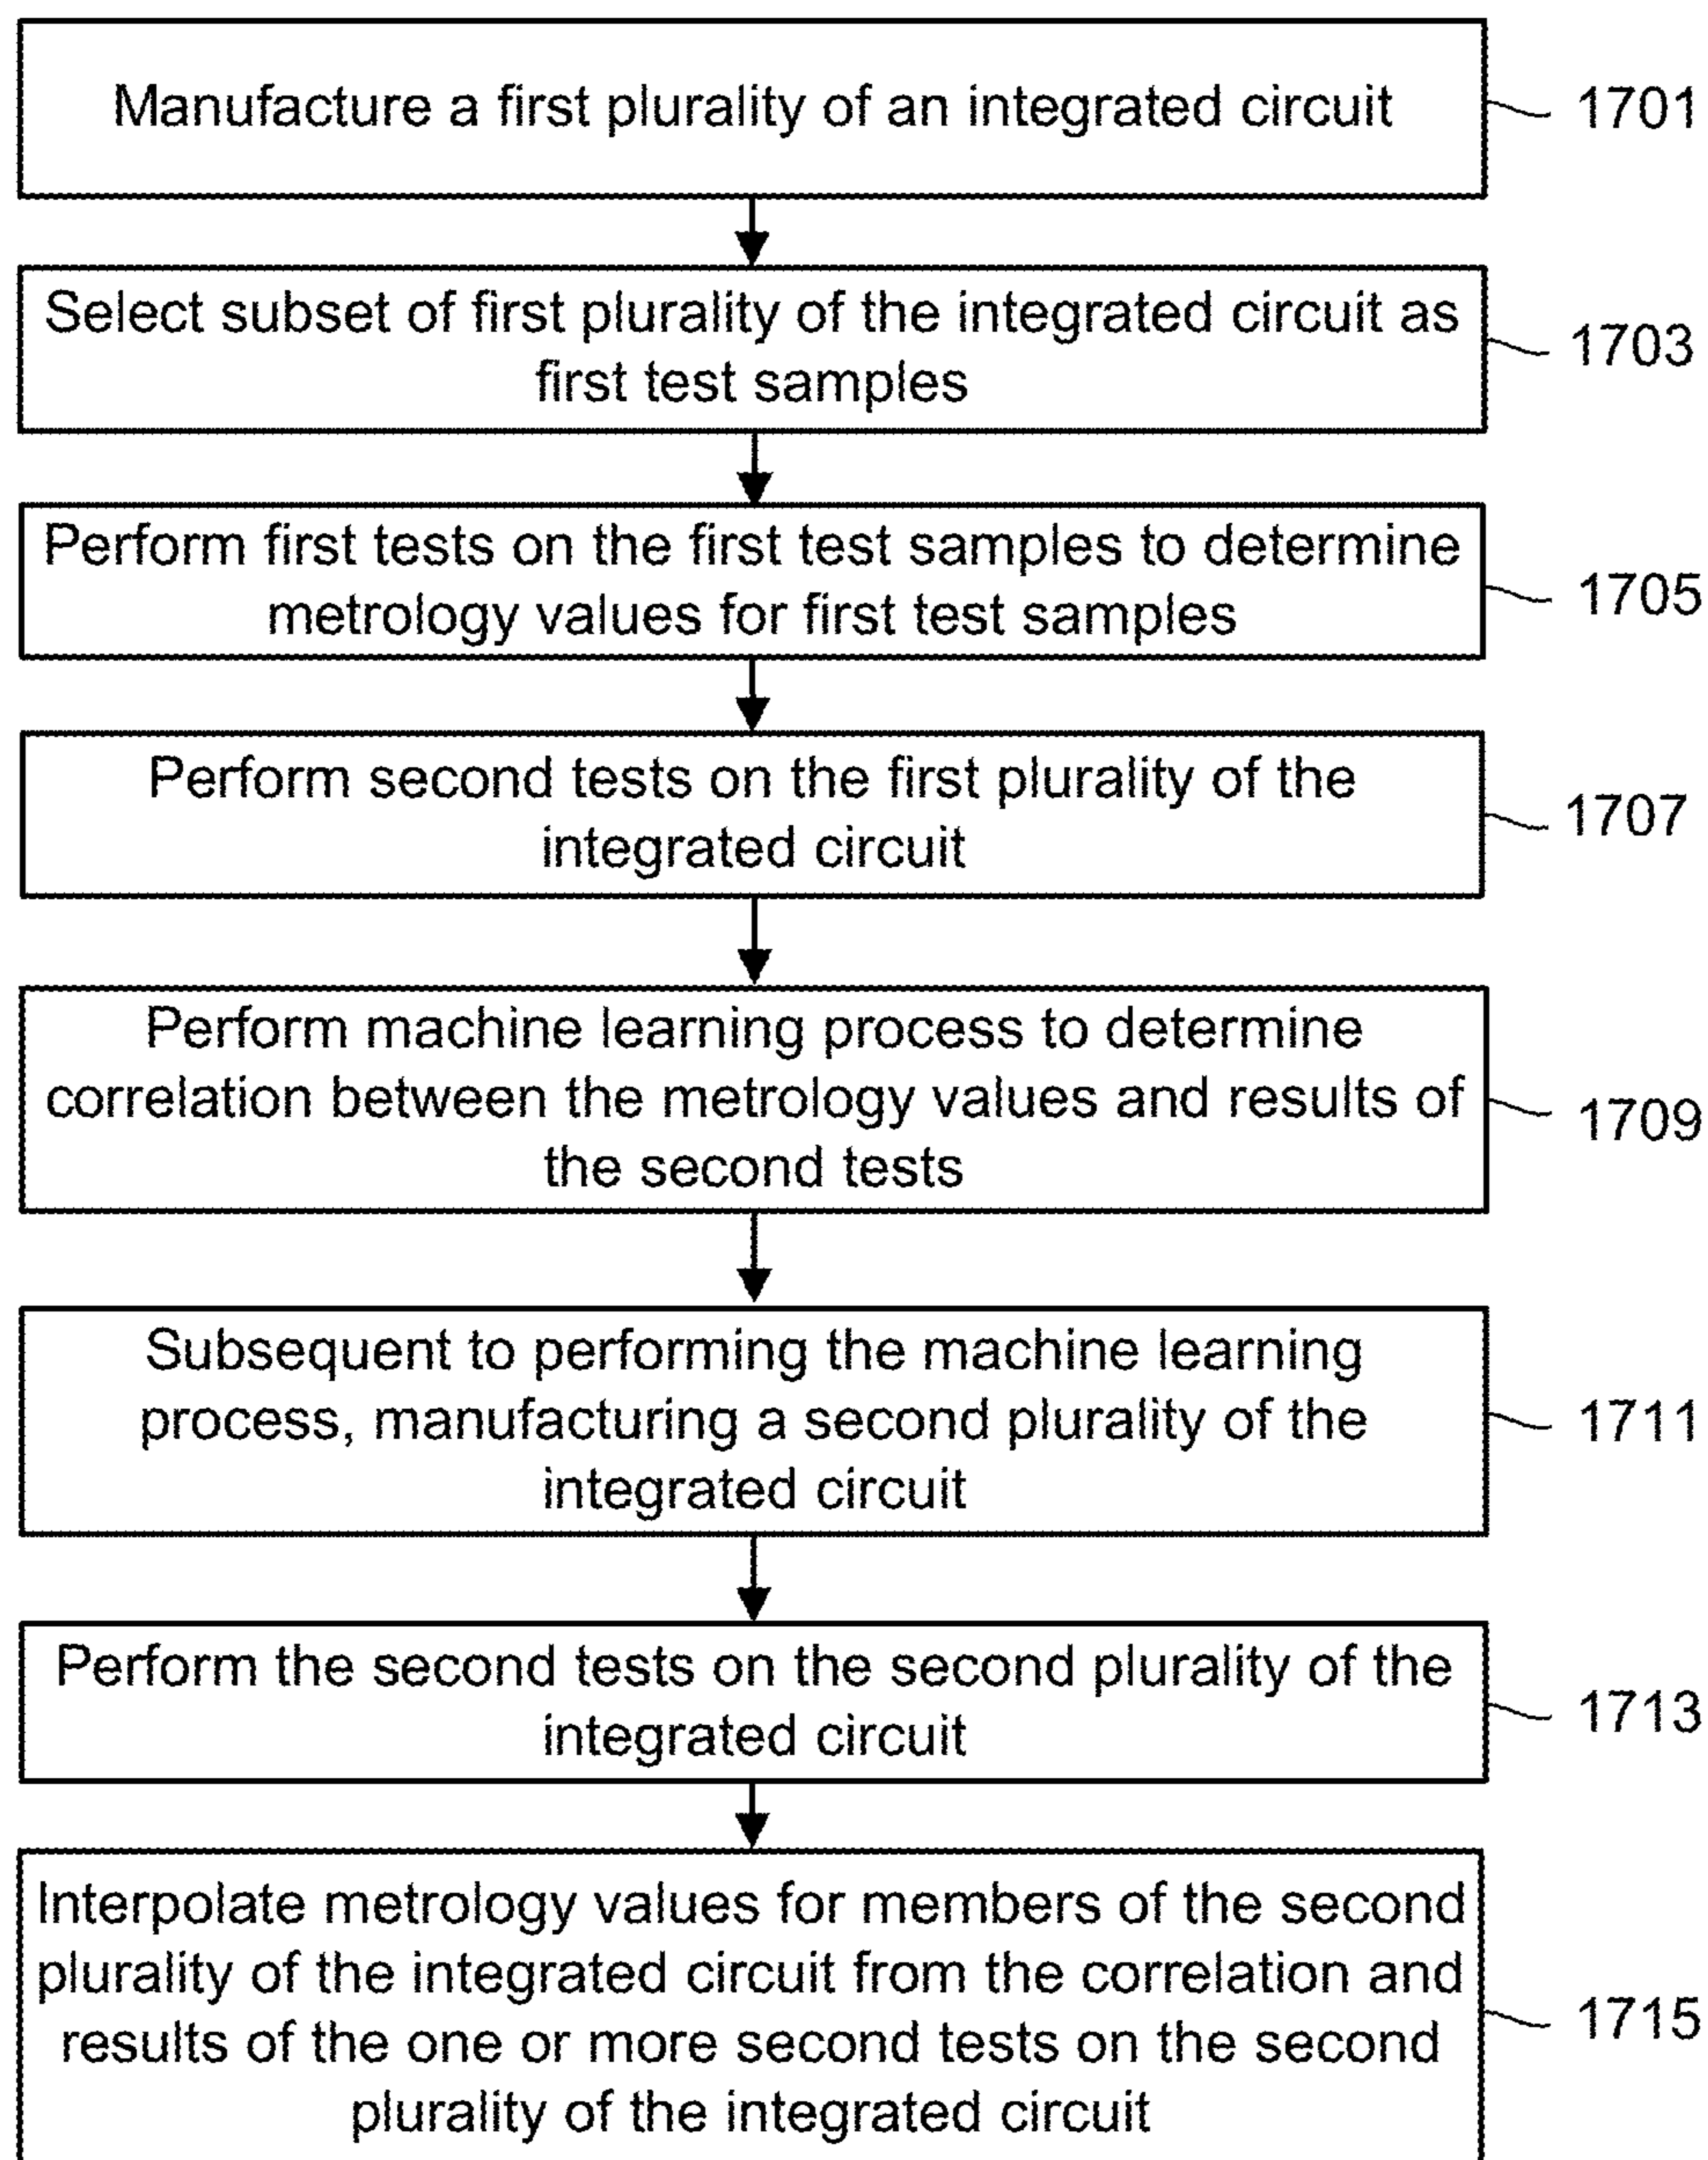 Manufacture a first plurality of an integrated circuit
1701
Select subset of first plurality of the integrated circuit as
first test samples
1703
Perform first tests on the first test samples to determine
metrology values for first test samples
1705
Perform second tests on the first plurality of the
integrated circuit
1707
Perform machine learning process to determine
correlation between the metrology values and results of
the second tests
1709
Subsequent to performing the machine learning
process, manufacturing a second plurality of the
integrated circuit
1711
Perform the second tests on the second plurality of the
integrated circuit
1713
Interpolate metrology values for members of the second
plurality of the integrated circuit from the correlation and
results of the one or more second tests on the second
plurality of the integrated circuit
1715